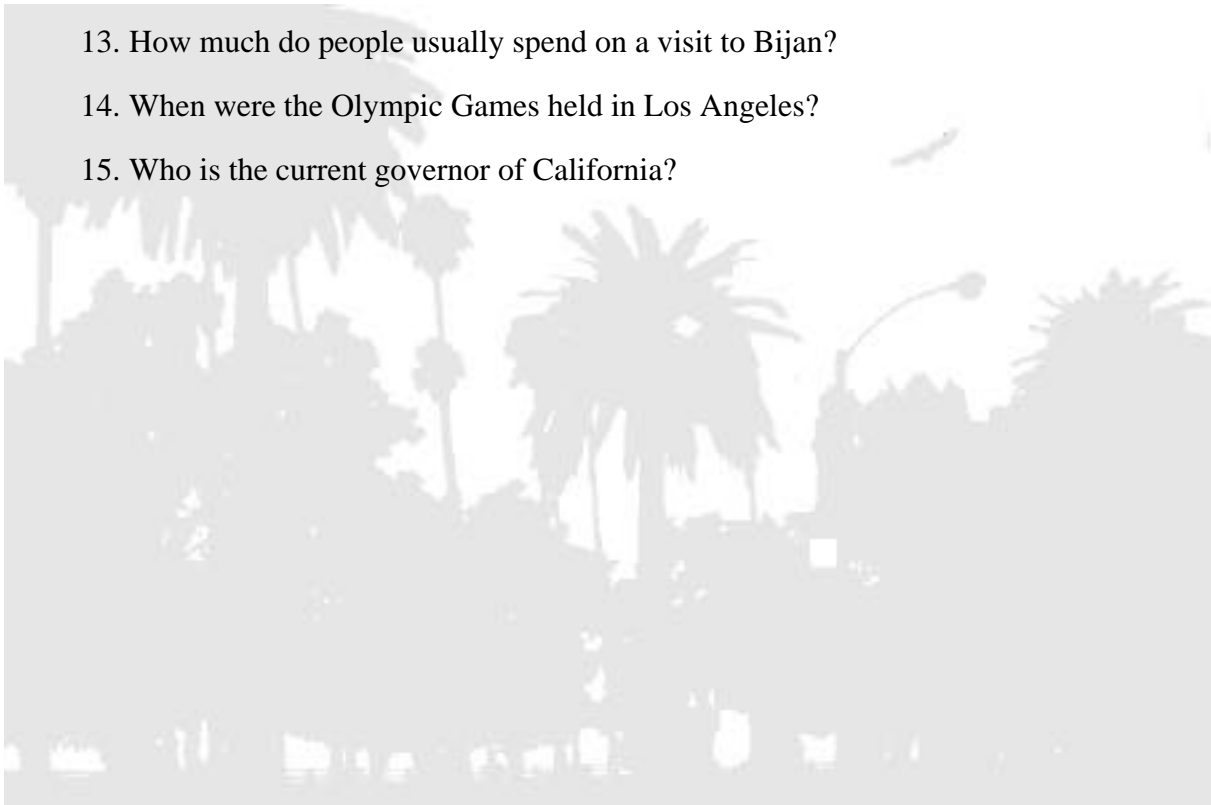 13. How much do people usually spend on a visit to Bijan?
14. When were the Olympic Games held in Los Angeles?
15. Who is the current governor of California?